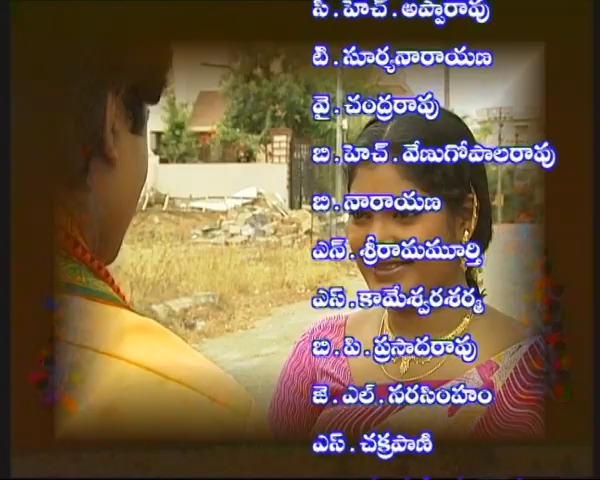 సి.హెచ్.అప్పారావు
టి.సూర్యనారాయణ
వై.చంద్రరావు
బి.హెచ్.వేణుగోపాలరావు
బి.నారాయణ
ఎన్.శ్రీరామమూర్తి
ఎస్.కామేశ్వరశర్మ
బి.పి.ప్రసాదరావు
జె.ఎల్.నరసింహం
ఎస్.చక్రపాణి